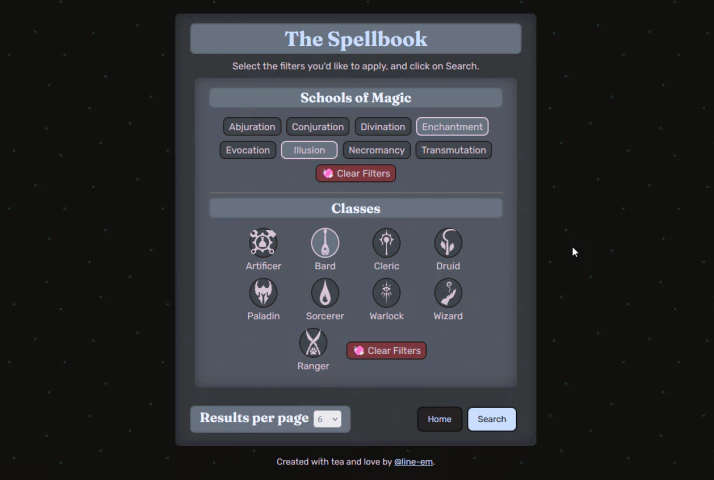 The Spellbook
Select the filters you'd like to apply, and click on Search.
Schools of Magic
Abjuration Conjuration Divination Enchantment
Evocation Illusion Necromancy Transmutation
Clear Filters
Classes
Artificer Bard Cleric Druid
Paladin Sorcerer Warlock Wizard
Clear Filters
Ranger
Results per page 6 Home Search
Created with tea and love by @line-em.